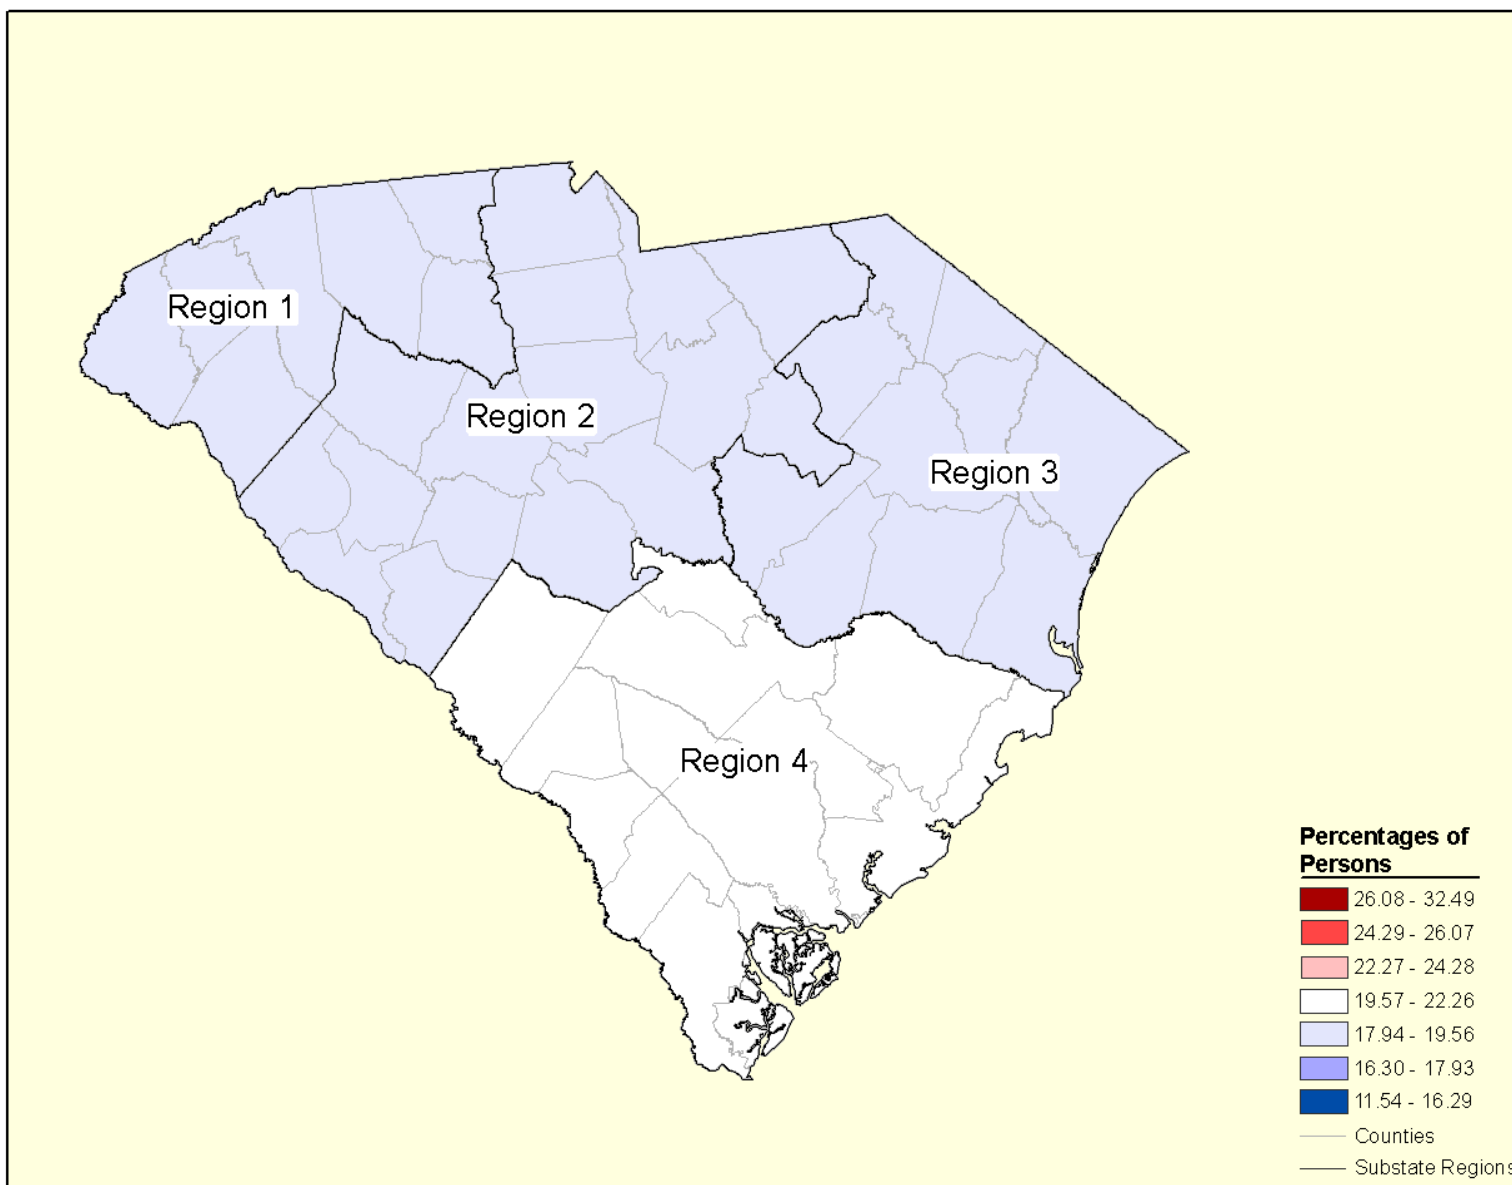 Region 1
Region 2
Region 3
Region 4
Percentages of
Persons
26.08 - 32.49
24.29 - 26.07
22.27 - 24.28
19.57 - 22.26
17.94 - 19.56
16.30 - 17.93
11.54 - 16.29
Counties
Substate Regions